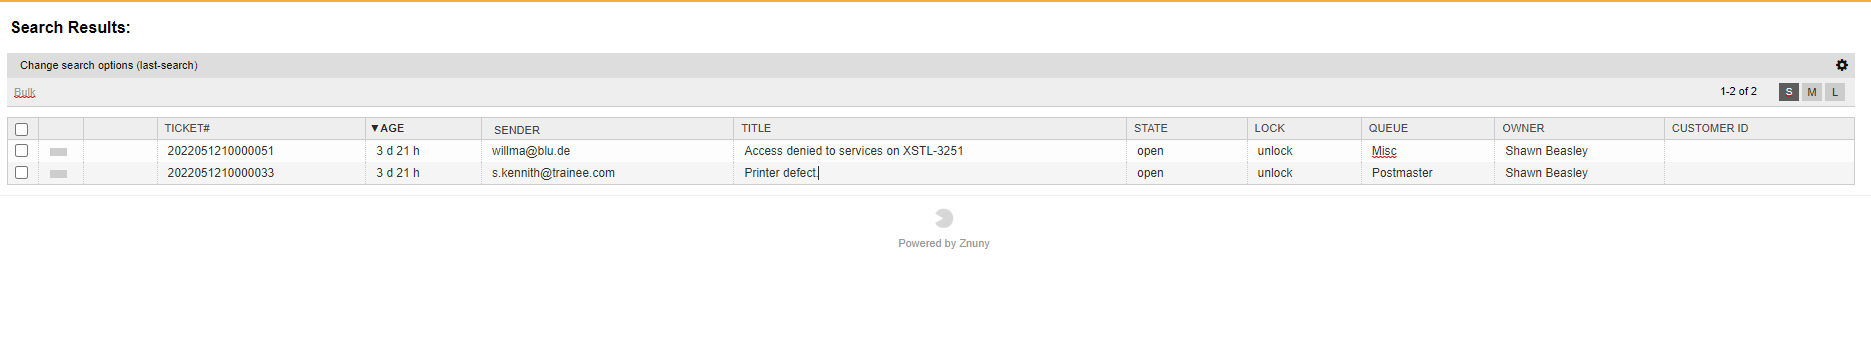 Search Results:
Change search options (last-search)
Bulk 1-2 of 2 S M L
TICKET# ▼AGE SENDER TITLE STATE LOCK QUEUE OWNER CUSTOMER ID
2022051210000051 3 d 21 h willma@blu.de Access denied to services on XSTL-3251 open unlock Misc Shawn Beasley
2022051210000033 3 d 21 h s.kennith@trainee.com Printer defect. open unlock Postmaster Shawn Beasley
Powered by Znuny